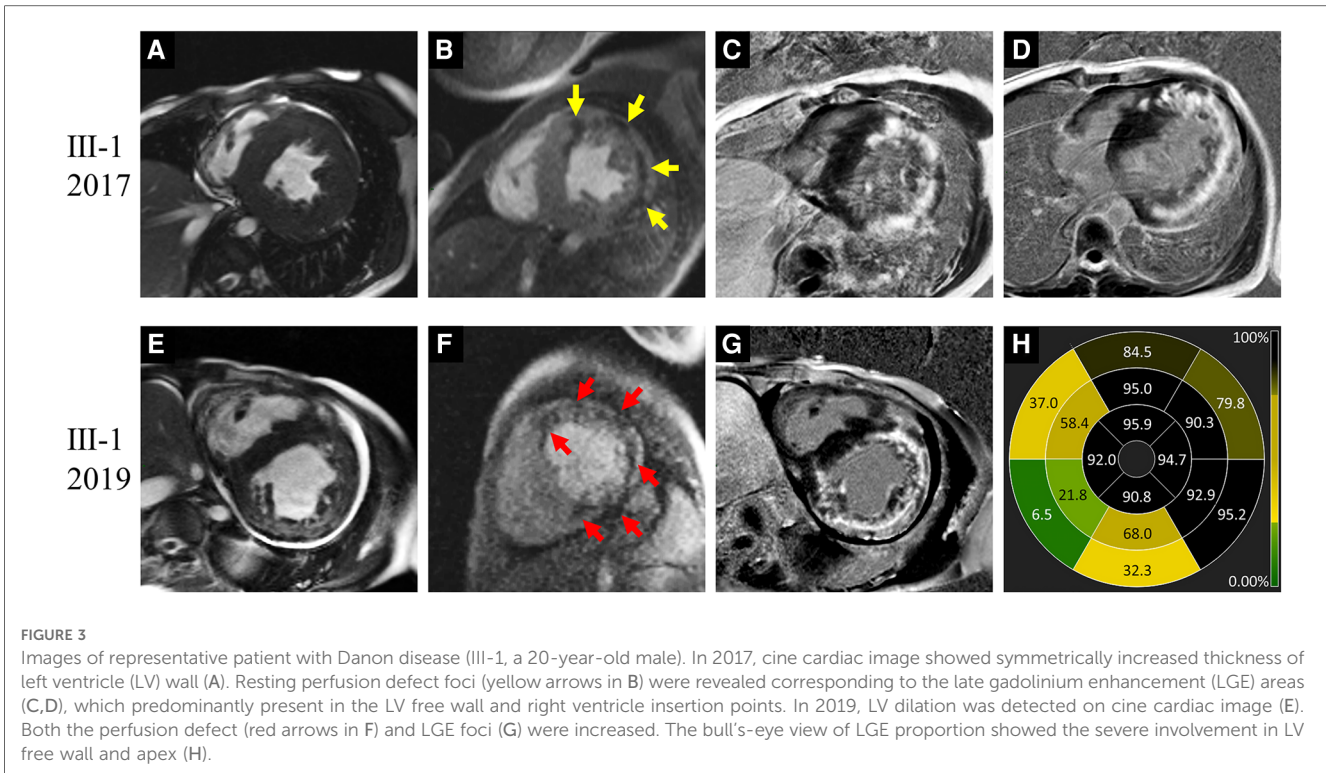 A
B
C
D
III-1
2017
E
F
G
H
III-1
2019
100%
84.5
95.0
37.0
79.8
58.4
95.9
90.3
92.0
94.7
21.8
90.8
92.9
6.5
95.2
68.0
32.3
0.00%
FIGURE 3
Images of representative patient with Danon disease (III-1, a 20-year-old male). In 2017, cine cardiac image showed symmetrically increased thickness of
left ventricle (LV) wall (A). Resting perfusion defect foci (yellow arrows in B) were revealed corresponding to the late gadolinium enhancement (LGE) areas
(C,D), which predominantly present in the LV free wall and right ventricle insertion points. In 2019, LV dilation was detected on cine cardiac image (E).
Both the perfusion defect (red arrows in F) and LGE foci (G) were increased. The bull's-eye view of LGE proportion showed the severe involvement in LV
free wall and apex (H).